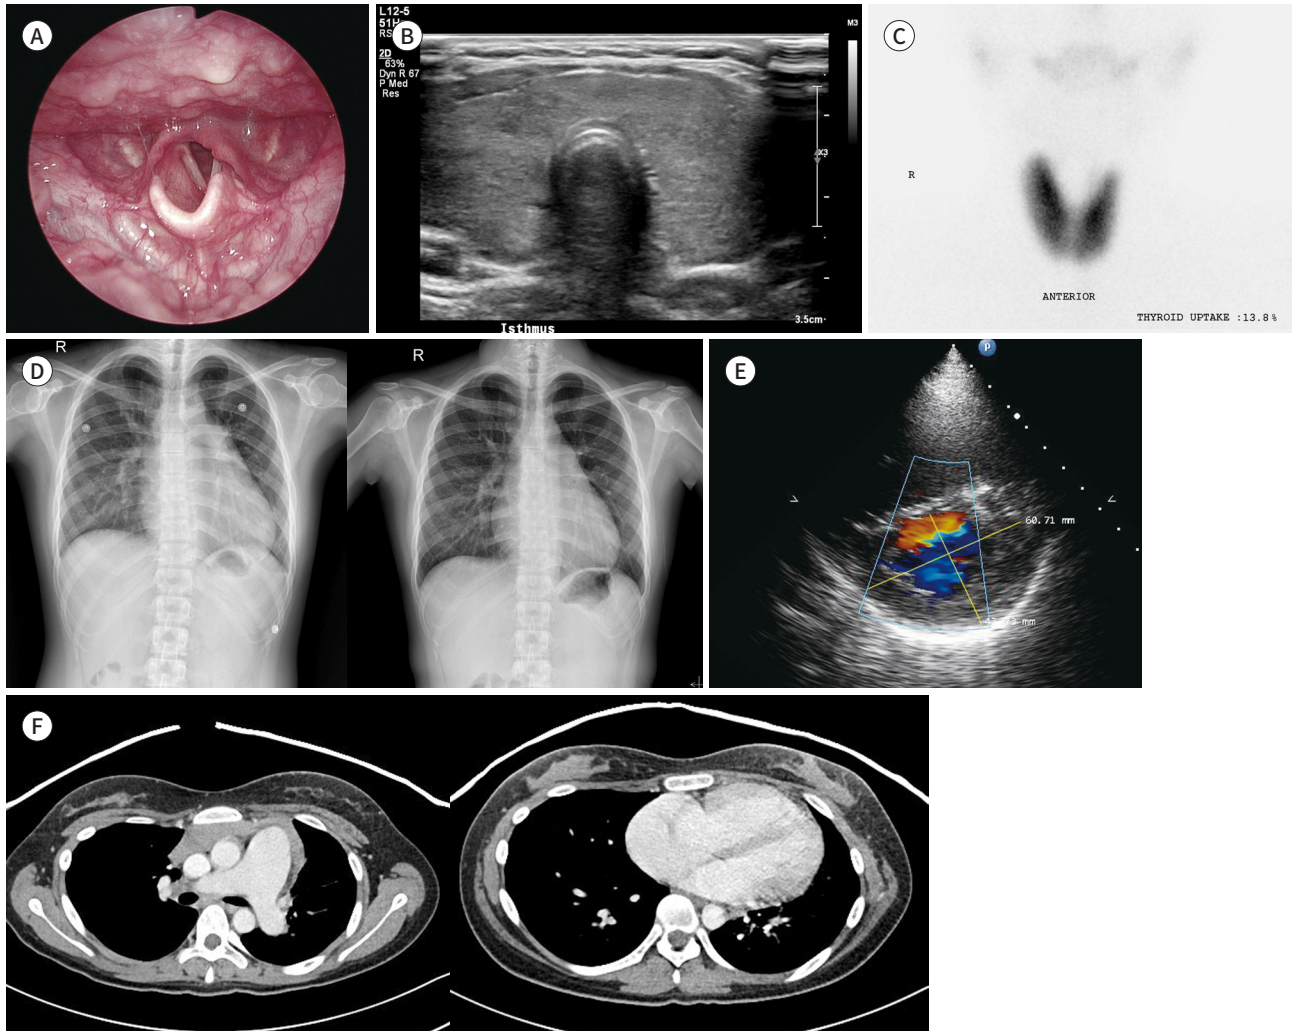 A
L12-5
51H
RS
2D
63%
Dyn R 67
P Med
Res
B
M3
x3
3.5cm
Isthmus
C
R
ANTERIOR
THYROID UPTAKE :13.8%
D
R
R
E
P
60.71 mm
mm
F